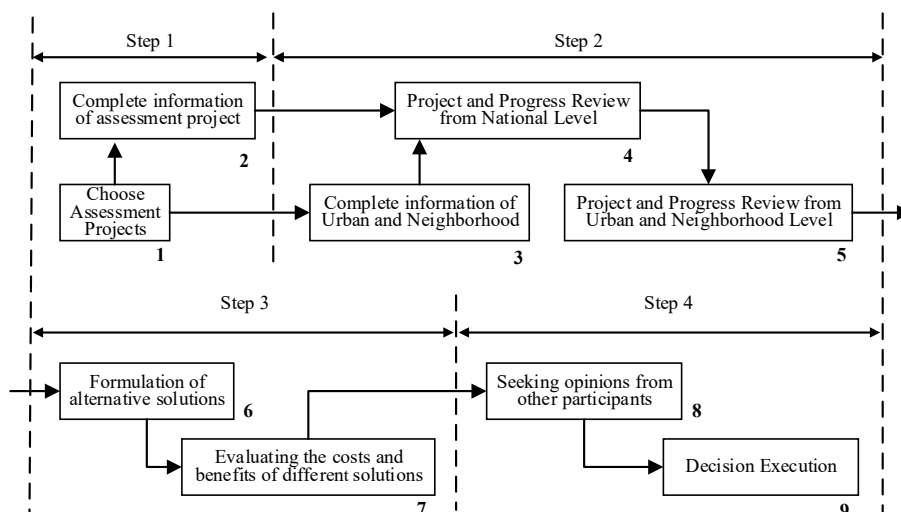 Step 1
Step 2
Complete information
of assessment project
2
Project and Progress Review
from National Level
4
Choose
Assessment
Projects
1
Complete information of
Urban and Neighborhood
3
Project and Progress Review from
Urban and Neighborhood Level
5
Step 3
Step 4
Formulation of
alternative solutions
6
Seeking opinions from
other participants
8
Evaluating the costs and
benefits of different solutions
7
Decision Execution
9